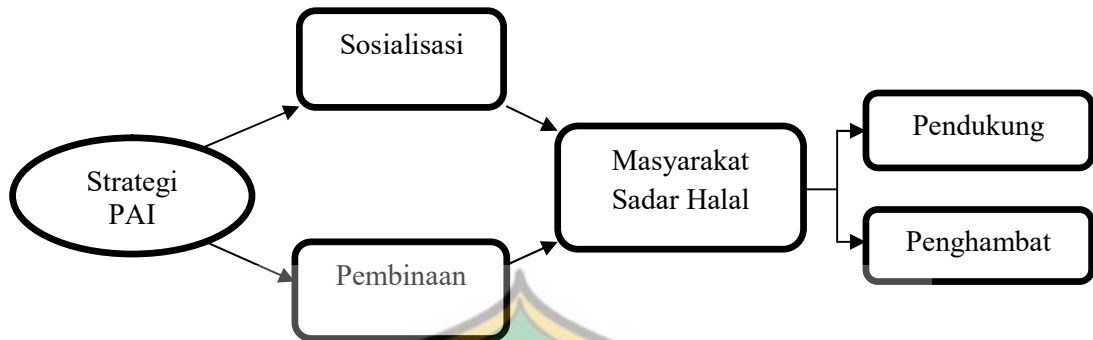 Sosialisasi
Strategi
PAI
Pembinaan
Masyarakat
Sadar Halal
Pendukung
Penghambat